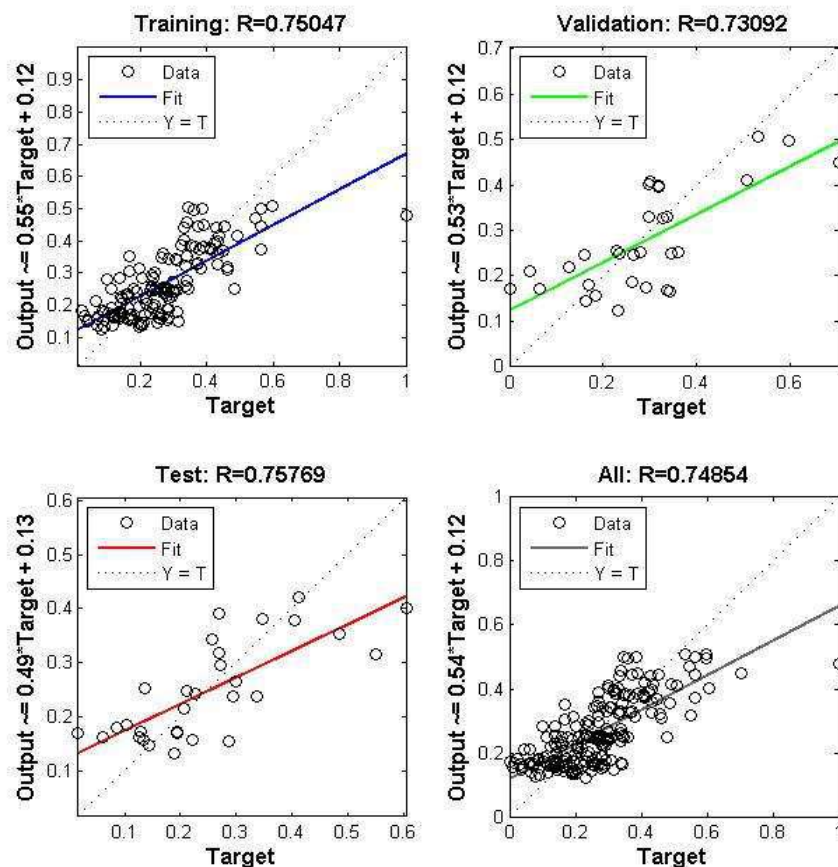 Training: R=0.75047
Output ~= 0.55*Target + 0.12
0.9
0.8
0.7
0.6
0.5
0.4
0.3
0.2
0.1
Data
Fit
Y = T
0.2
0.4
0.6
0.8
1
Target
Validation: R=0.73092
Output ~= 0.53*Target + 0.12
0.7
0.6
0.5
0.4
0.3
0.2
0.1
0
Data
Fit
Y = T
0
0.2
0.4
0.6
Target
Test: R=0.75769
Output ~= 0.49*Target + 0.13
0.6
0.5
0.4
0.3
0.2
0.1
Data
Fit
Y = T
0.1
0.2
0.3
0.4
0.5
0.6
Target
All: R=0.74854
Output ~= 0.54*Target + 0.12
1
0.8
0.6
0.4
0.2
0
Data
Fit
Y = T
0
0.2
0.4
0.6
0.8
1
Target